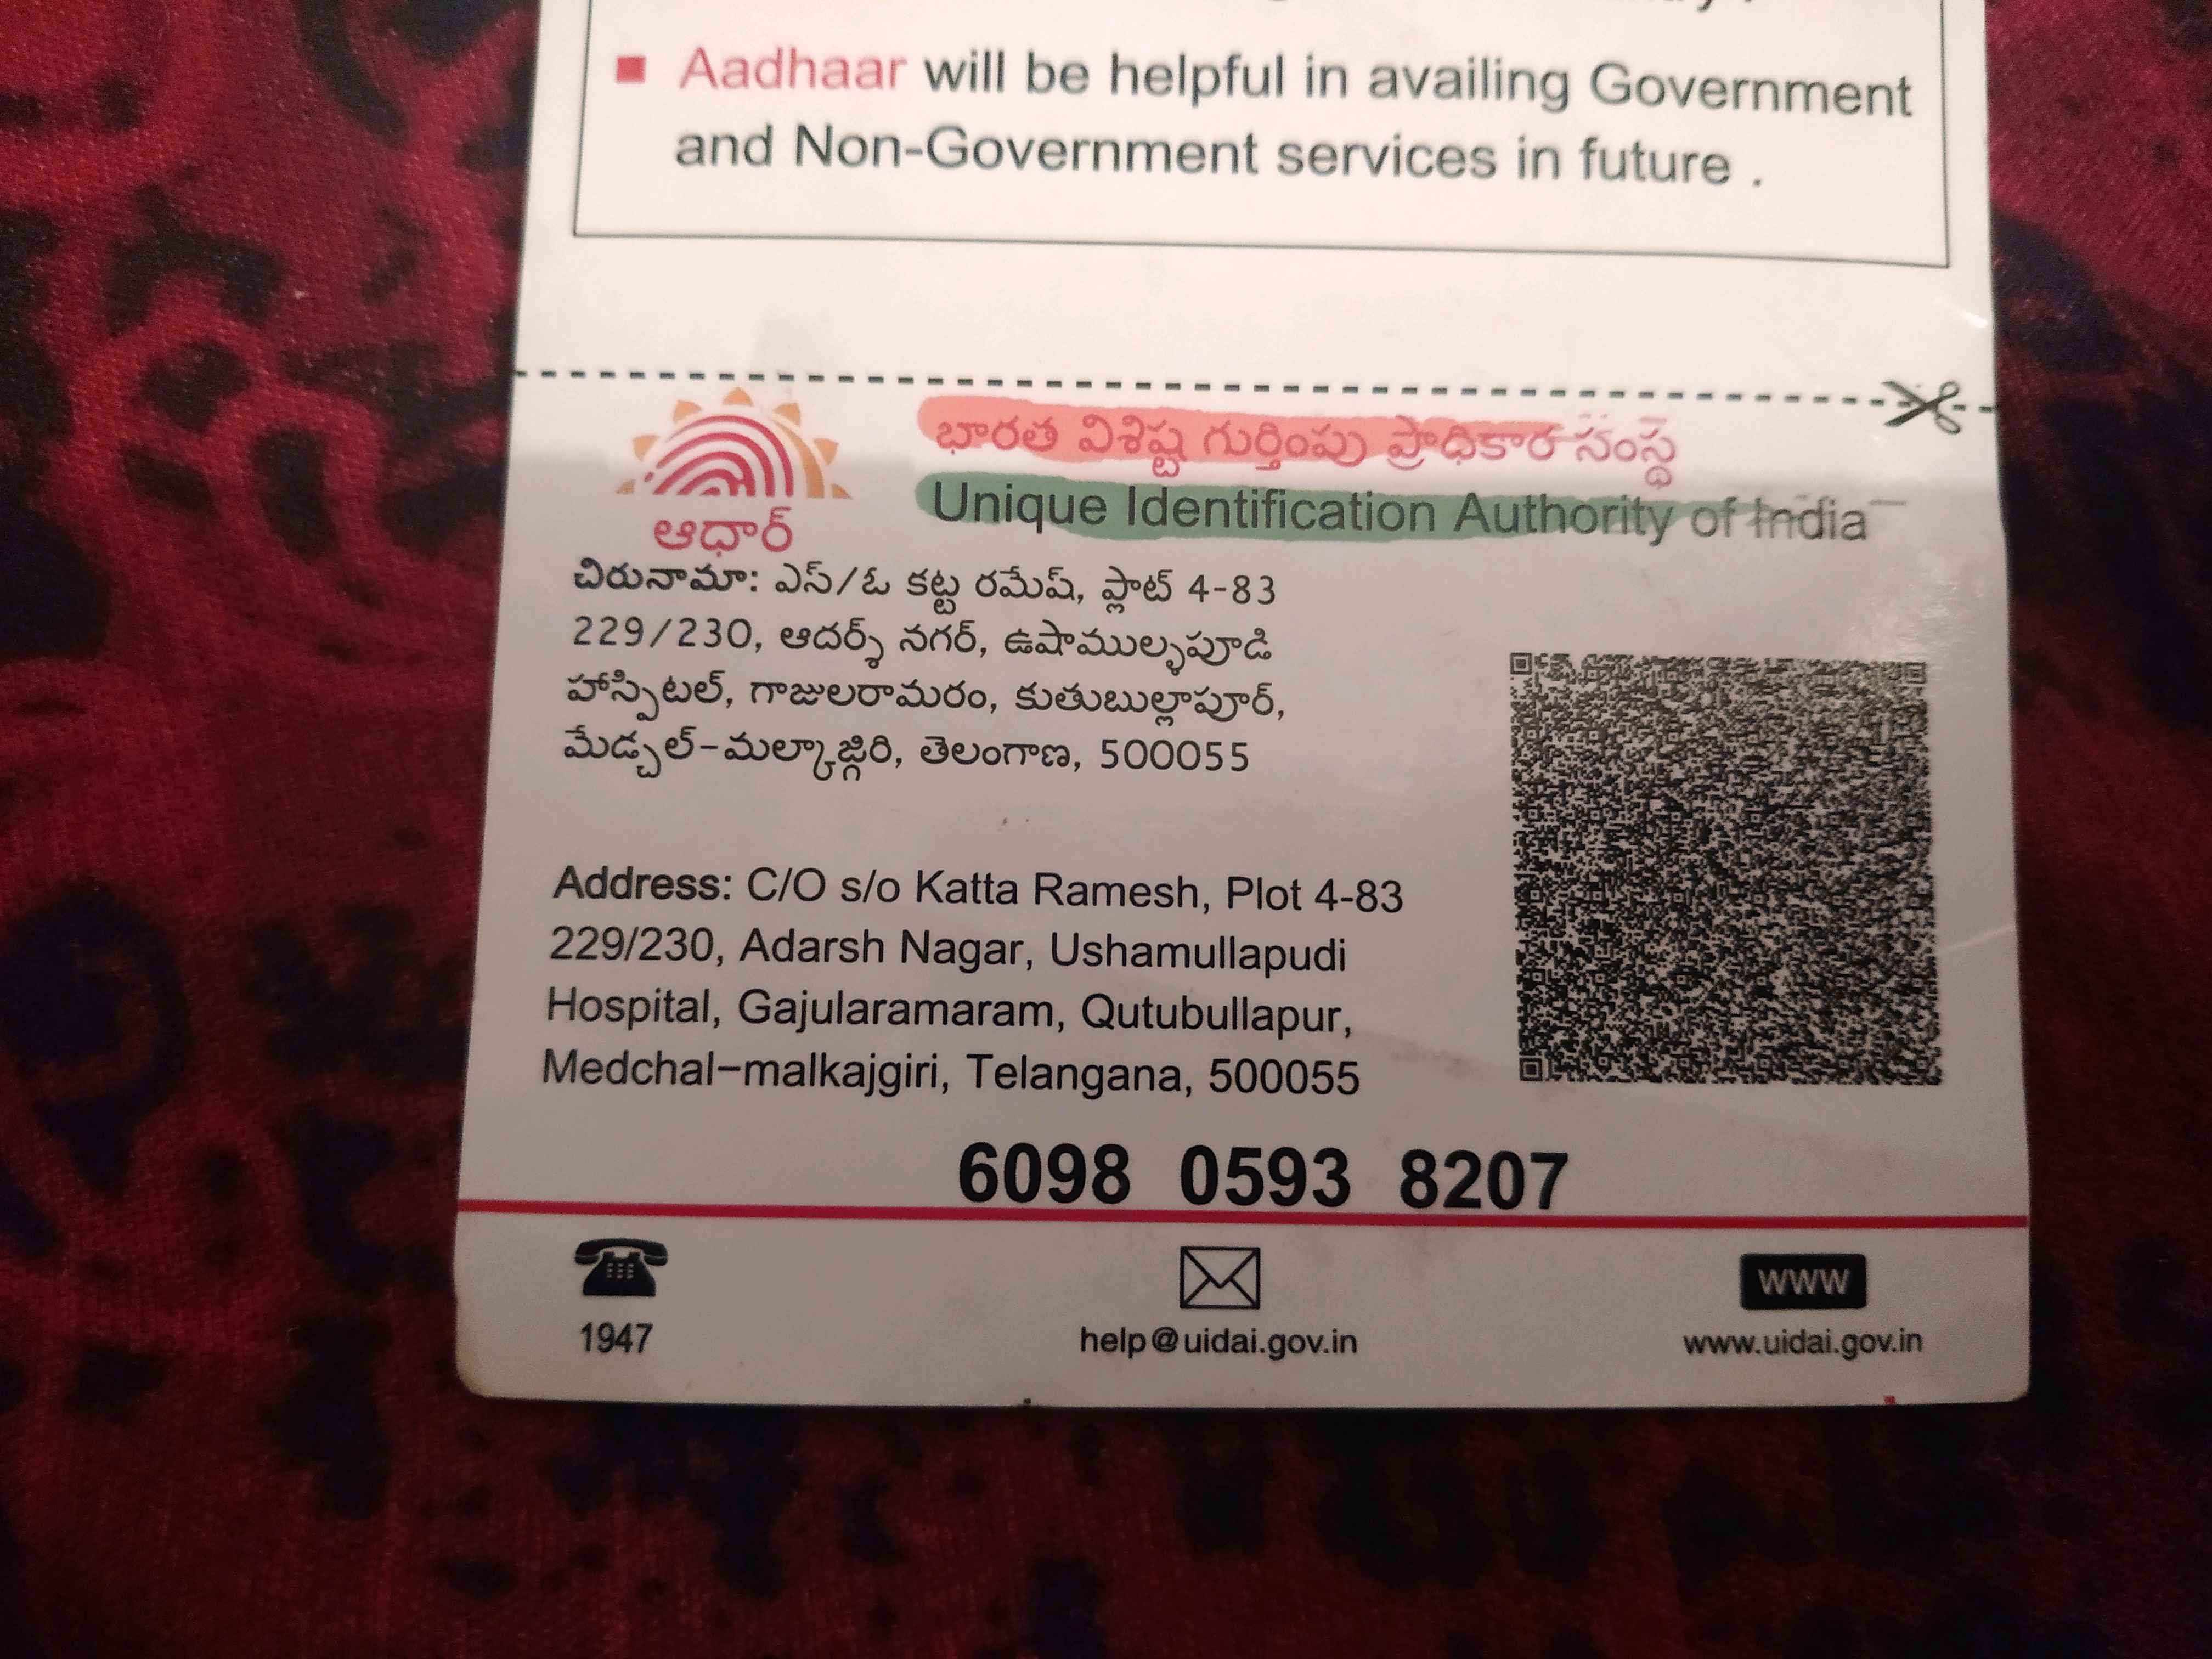 Aadhaar will be helpful in availing Government
and Non-Government services in future .
భారత విశిష్ట గుర్తింపు ప్రాధికార సంస్థ
Unique Identification Authority of India
ఆధార్
చిరునామా: ఎస్/ఓ కట్ట రమేష్, ప్లాట్ 4-83
229/230, ఆదర్శ్ నగర్, ఉషాముల్ళపూడి
హాస్పిటల్, గాజులరామరం, కుతుబుల్లాపూర్,
మేడ్చల్-మల్కాజ్గిరి, తెలంగాణ, 500055
Address: C/O s/o Katta Ramesh, Plot 4-83
229/230, Adarsh Nagar, Ushamullapudi
Hospital, Gajularamaram, Qutubullapur,
Medchal-malkajgiri, Telangana, 500055
6098 0593 8207
1947
help@uidai.gov.in
www
www.uidai.gov.in